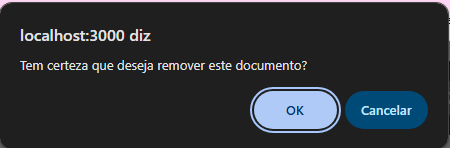 localhost:3000 diz
Tem certeza que deseja remover este documento?
OK
Cancelar